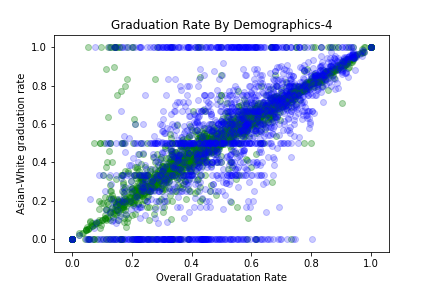 Graduation Rate By Demographics-4
Asian-White graduation rate
1.0
0.8
0.6
0.4
0.2
0.0
0.0 0.2 0.4 0.6 0.8 1.0
Overall Graduatation Rate